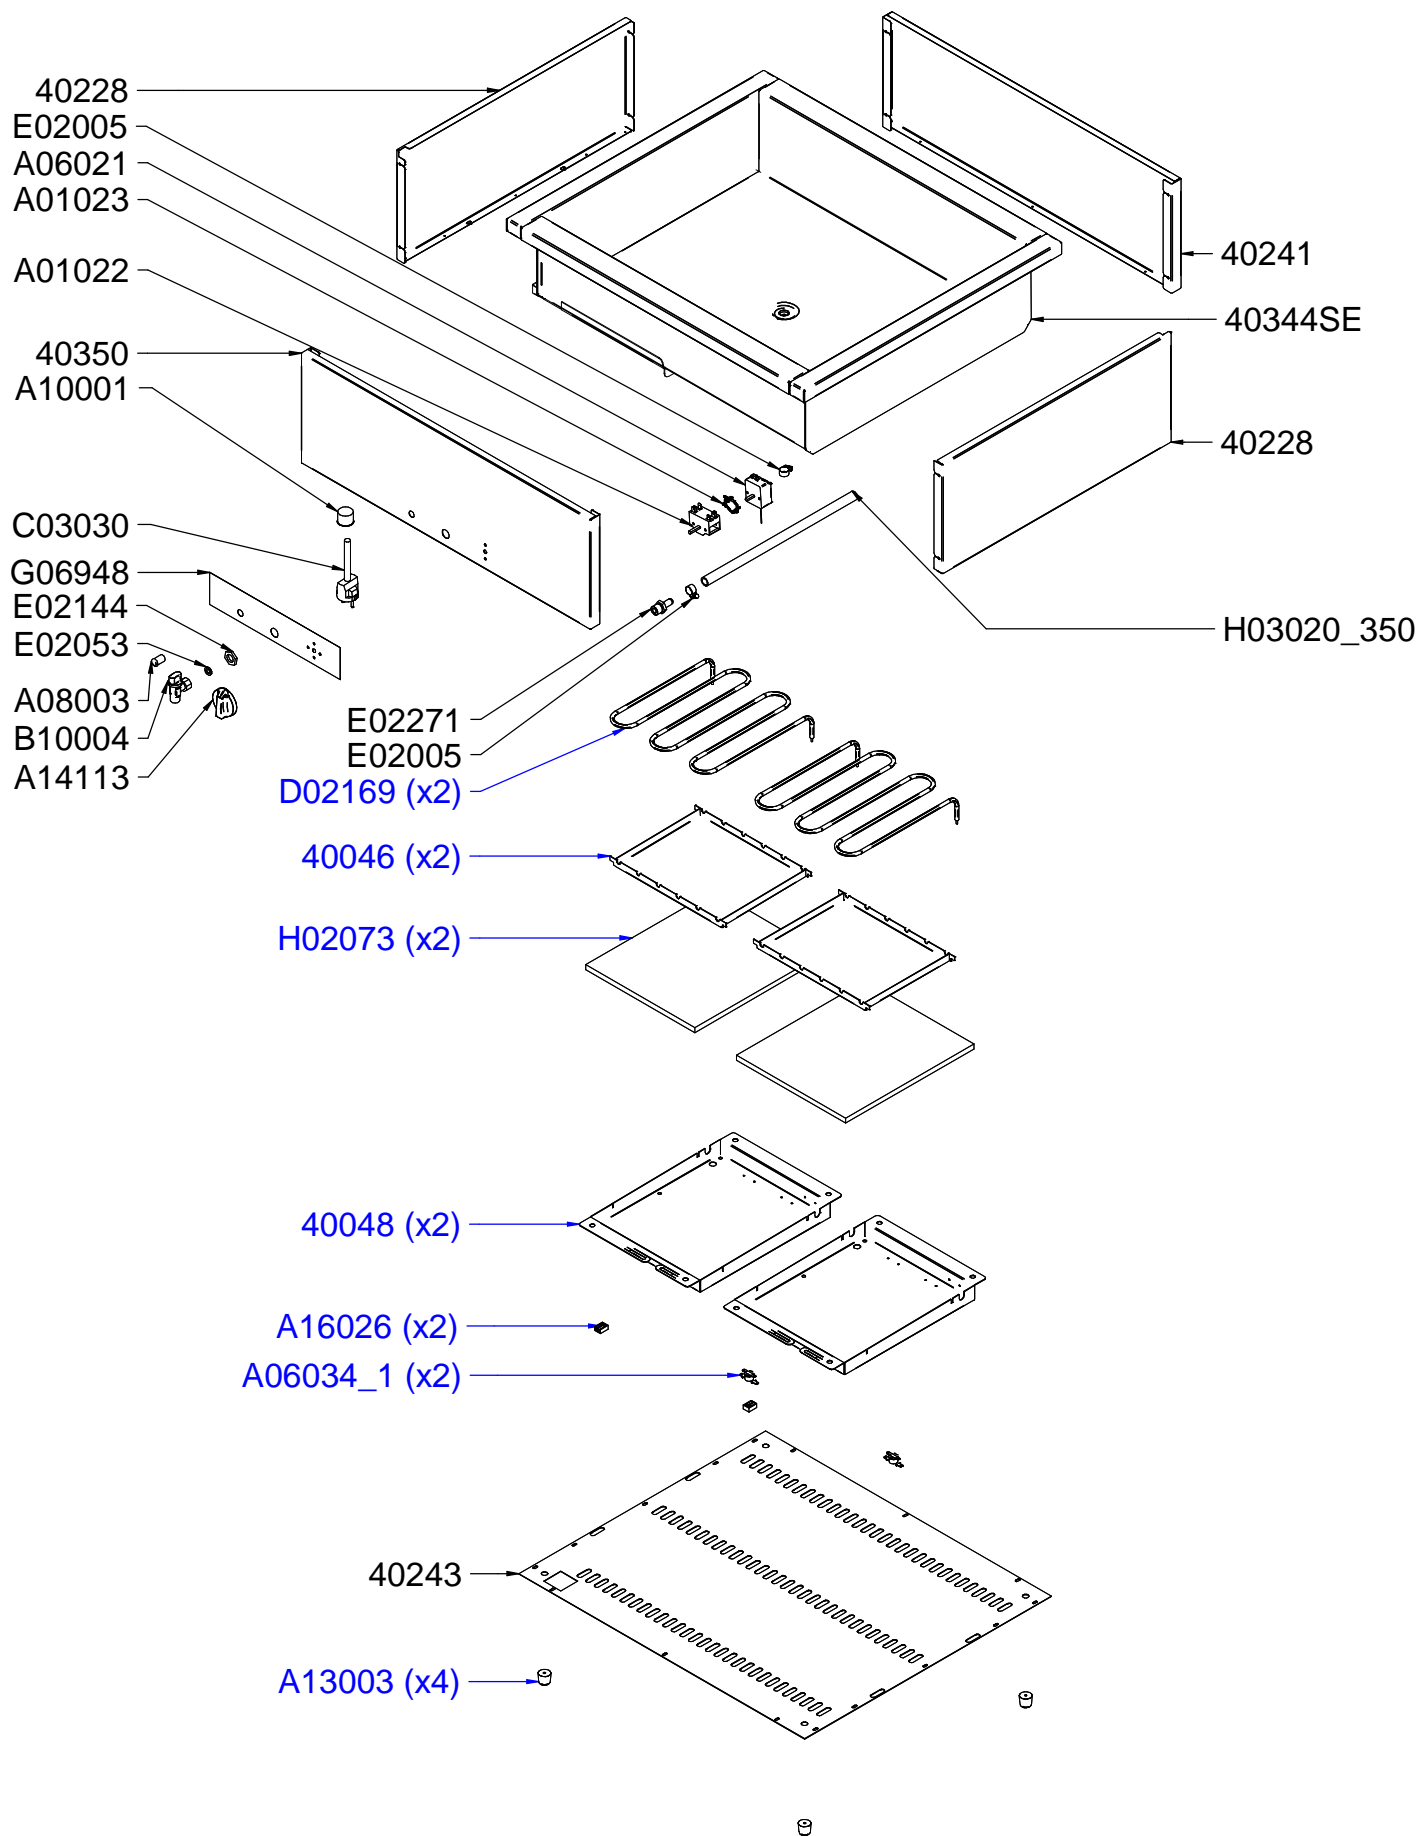 40228
E02005
A06021
A01023
A01022
40350
A10001
C03030
G06948
E02144
E02053
A08003
B10004
A14113
40241
40344SE
40228
H03020_350
E02271
E02005
D02169 (x2)
40046 (x2)
H02073 (x2)
40048 (x2)
A16026 (x2)
A06034_1 (x2)
40243
A13003 (x4)